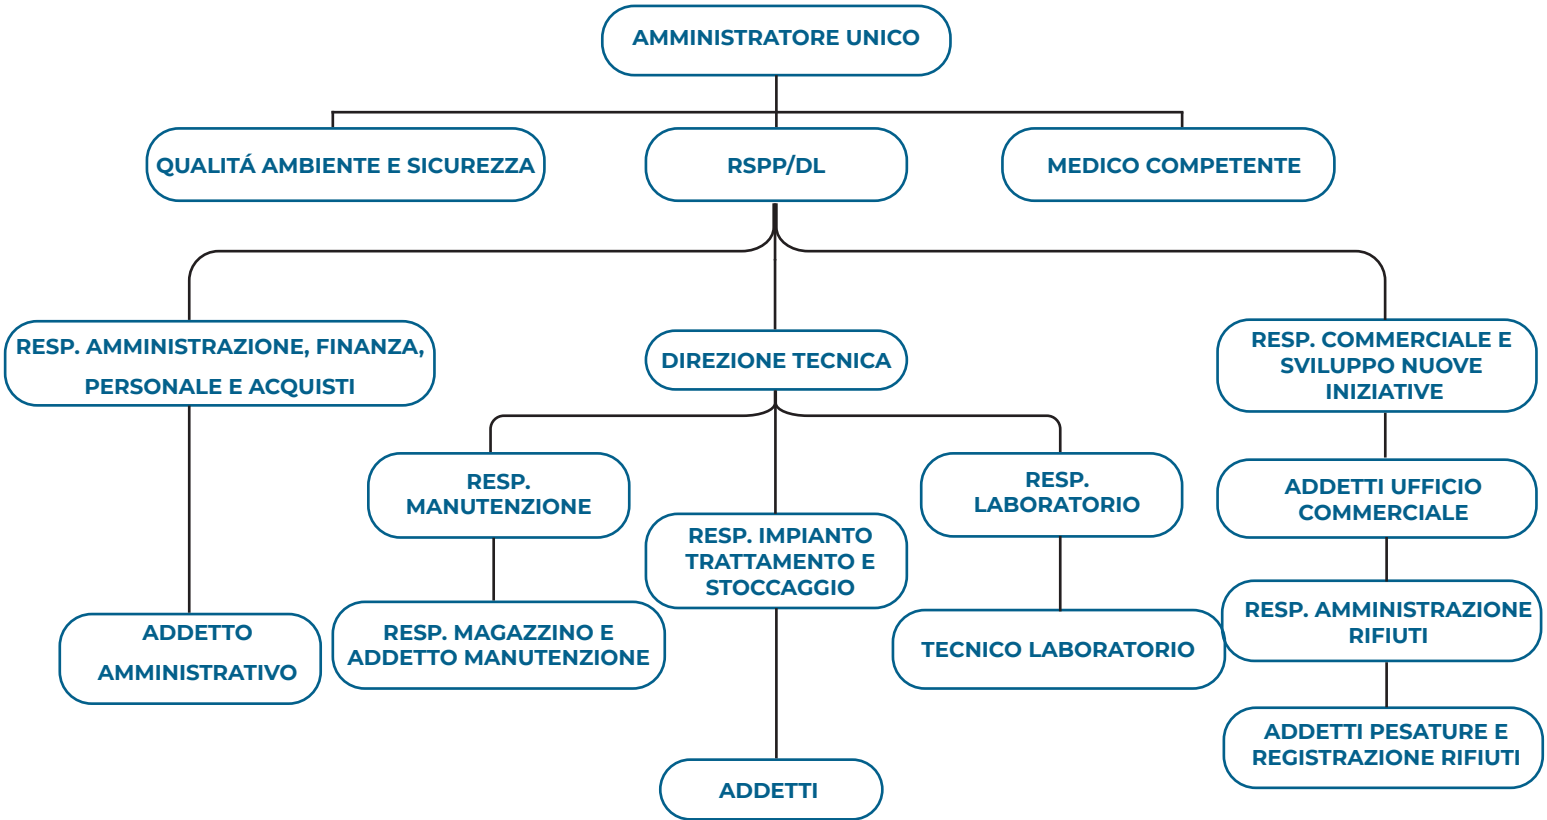 AMMINISTRATORE UNICO
QUALITÁ AMBIENTE E SICUREZZA
RSPP/DL
MEDICO COMPETENTE
RESP. AMMINISTRAZIONE, FINANZA,
PERSONALE E ACQUISTI
DIREZIONE TECNICA
RESP. COMMERCIALE E
SVILUPPO NUOVE
INIZIATIVE
RESP.
MANUTENZIONE
RESP. IMPIANTO
TRATTAMENTO E
STOCCAGGIO
RESP.
LABORATORIO
ADDETTI UFFICIO
COMMERCIALE
ADDETTO
AMMINISTRATIVO
RESP. MAGAZZINO E
ADDETTO MANUTENZIONE
TECNICO LABORATORIO
RESP. AMMINISTRAZIONE
RIFIUTI
ADDETTI
ADDETTI PESATURE E
REGISTRAZIONE RIFIUTI